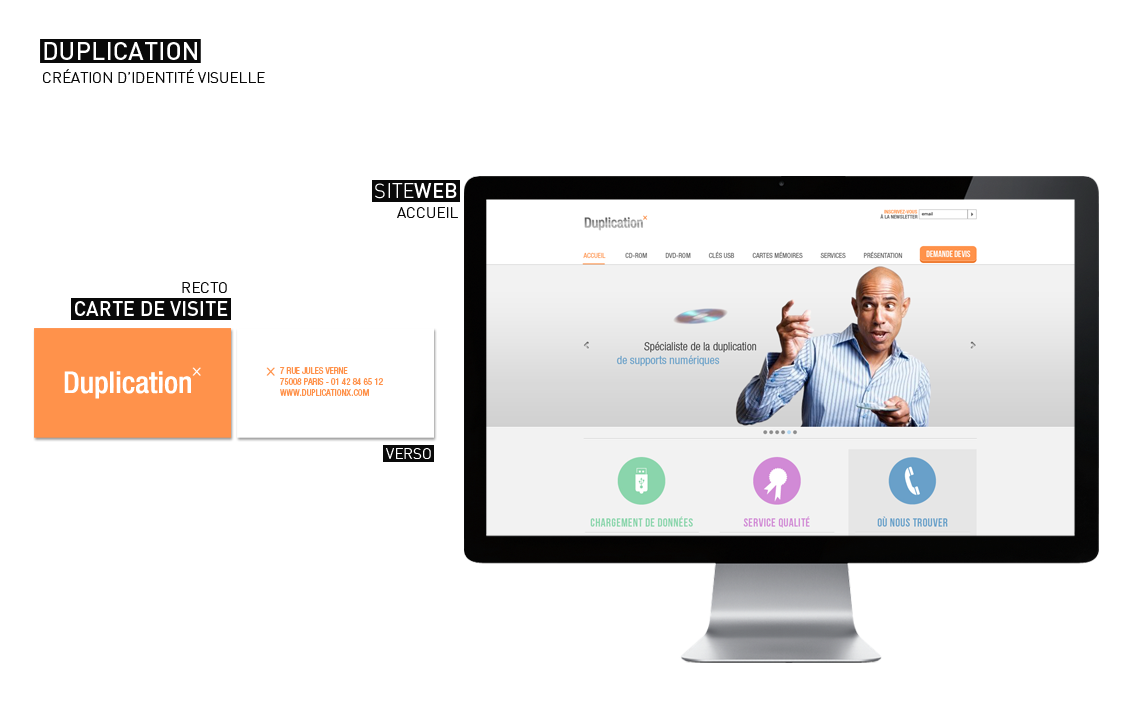 DUPLICATION
CRÉATION D'IDENTITÉ VISUELLE
SITEWEB
ACCUEIL
RECTO
CARTE DE VISITE
Duplication×
× 7 RUE JULES VERNE
75008 PARIS - 01 42 84 65 12
WWW.DUPLICATIONX.COM
VERSO
Duplication×
INSCRIVEZ-VOUS
À LA NEWSLETTER
email
ACCUEIL CD-ROM DVD-ROM CLÉS USB CARTES MÉMOIRES SERVICES PRÉSENTATION DEMANDE DEVIS
Spécialiste de la duplication
de supports numériques
CHARGEMENT DE DONNÉES SERVICE QUALITÉ OÙ NOUS TROUVER